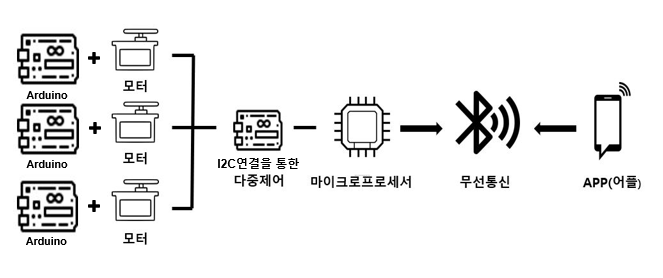 Arduino
모터
Arduino
모터
Arduino
모터
I2C연결을 통한
다중제어
마이크로프로세서
무선통신
APP(어플)